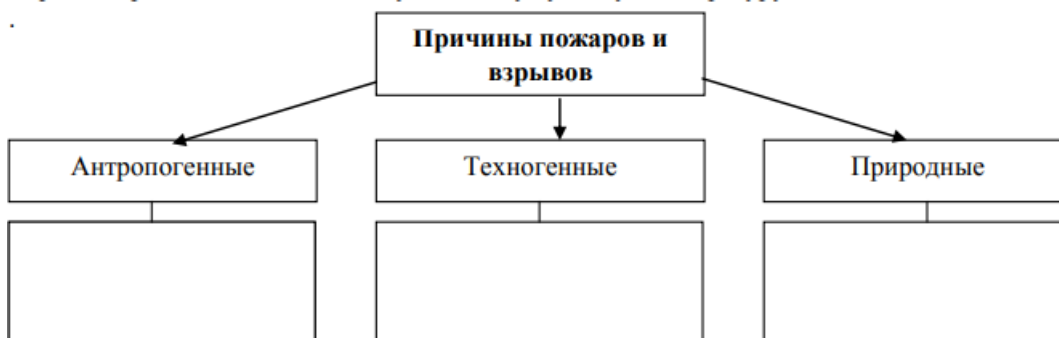 .
Причины пожаров и
взрывов
Антропогенные
Техногенные
Природные